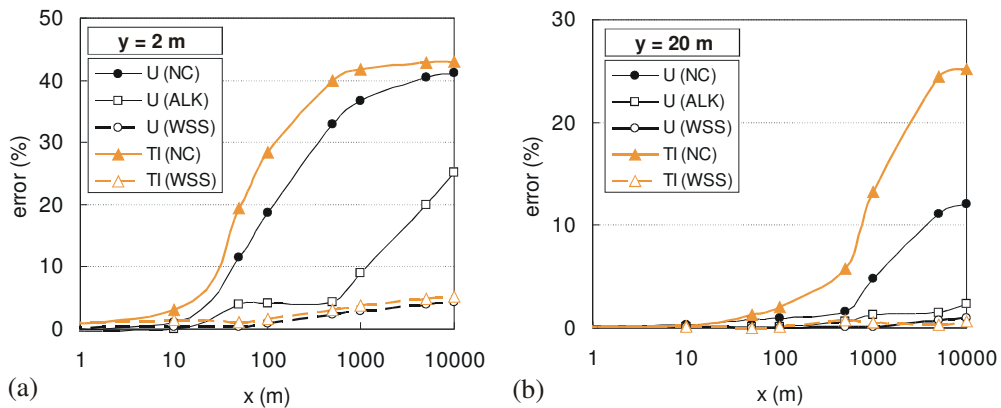 50
40
30
20
10
0
error (%)
y = 2 m
U (NC)
U (ALK)
U (WSS)
TI (NC)
TI (WSS)
1 10 100 1000 10000
x (m)
(a)
30
20
10
0
error (%)
y = 20 m
U (NC)
U (ALK)
U (WSS)
TI (NC)
TI (WSS)
1 10 100 1000 10000
x (m)
(b)